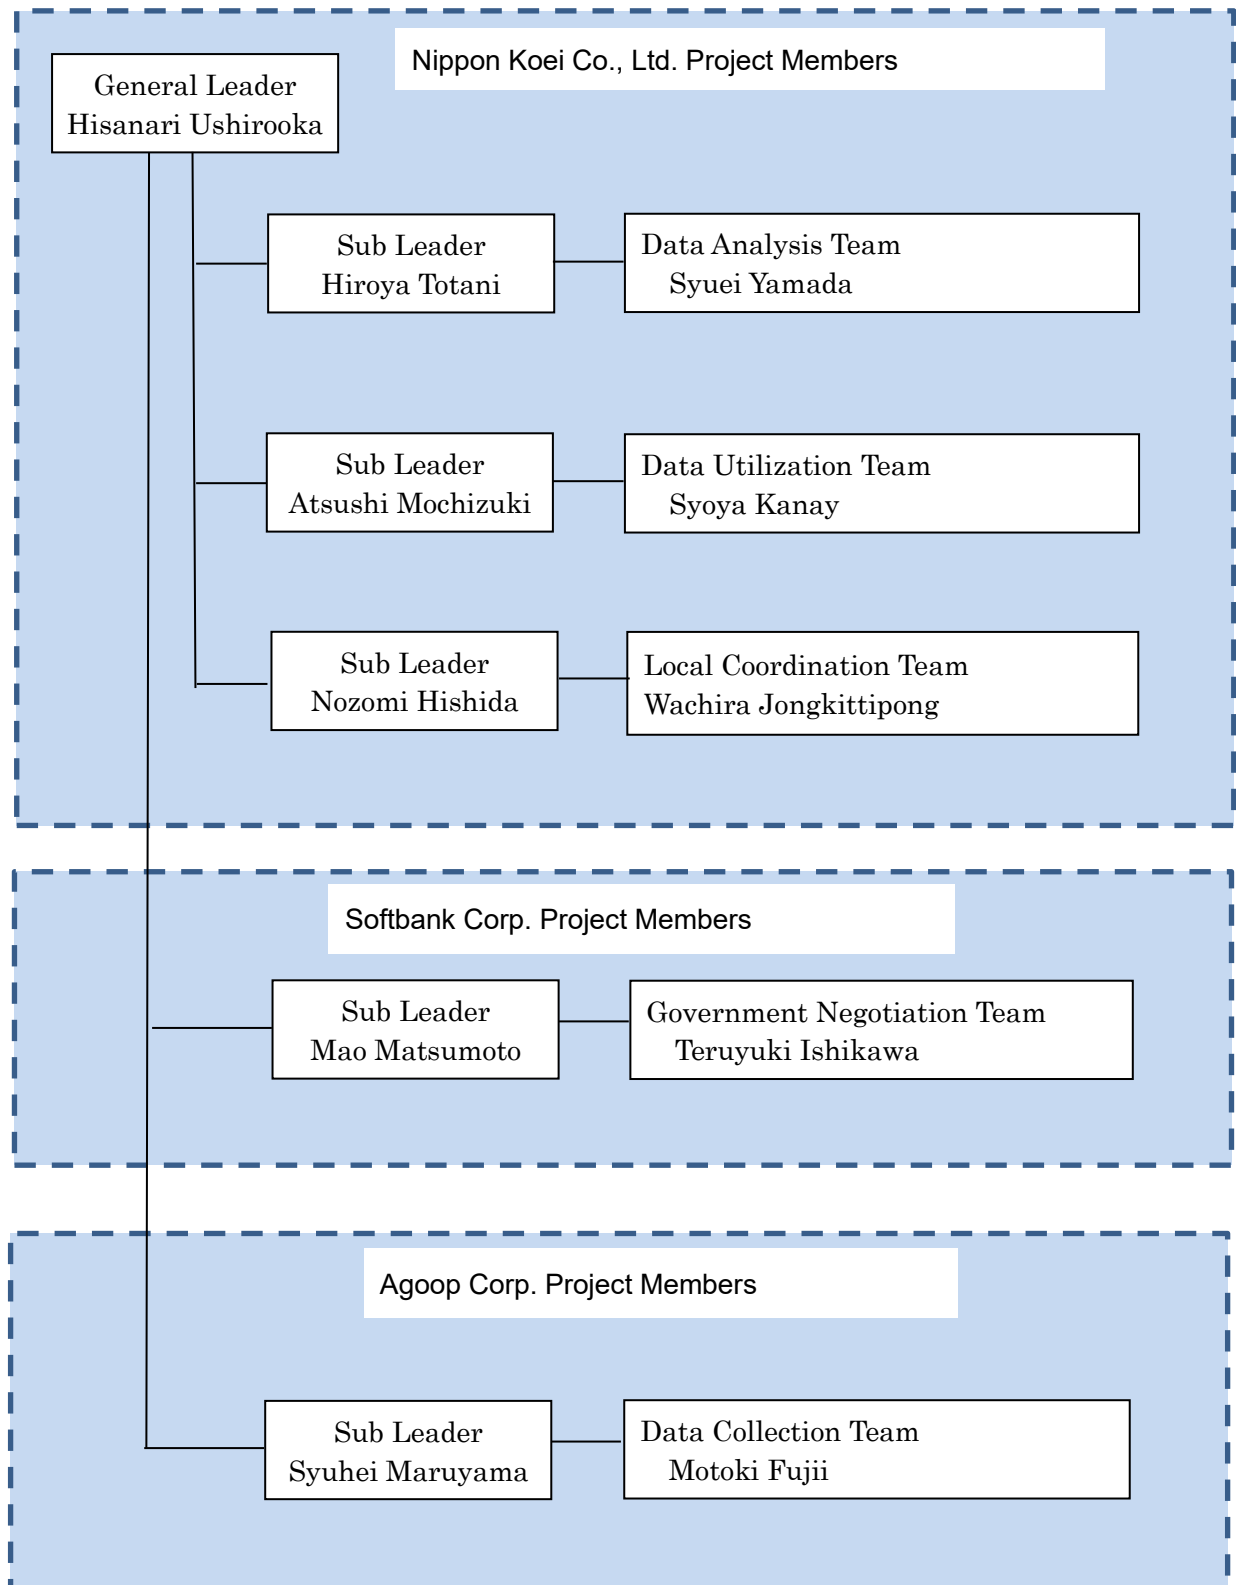 Nippon Koei Co., Ltd. Project Members
General Leader
Hisanari Ushirooka
Sub Leader
Hiroya Totani
Data Analysis Team
Syuei Yamada
Sub Leader
Atsushi Mochizuki
Data Utilization Team
Syoya Kanay
Sub Leader
Nozomi Hishida
Local Coordination Team
Wachira Jongkittipong
Softbank Corp. Project Members
Sub Leader
Mao Matsumoto
Government Negotiation Team
Teruyuki Ishikawa
Agoop Corp. Project Members
Sub Leader
Syuhei Maruyama
Data Collection Team
Motoki Fujii